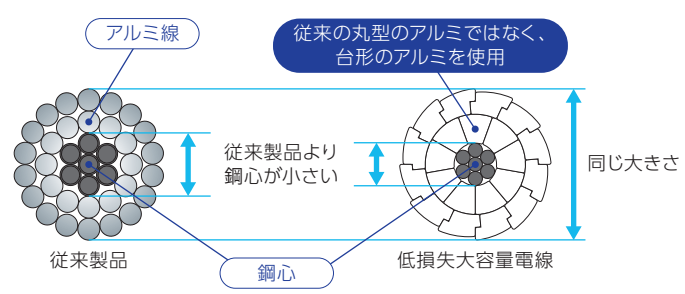 アルミ線
従来の丸型のアルミではなく、
台形のアルミを使用
従来製品より
鋼心が小さい
同じ大きさ
従来製品
鋼心
低損失大容量電線